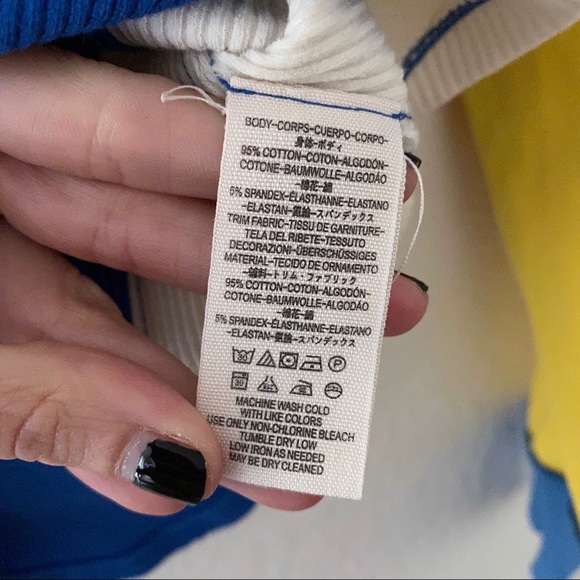 BODY-CORPS-CUERPO-CORPO-
身体-ボディ
95% COTTON-COTON-ALGODÓN-
COTONE-BAUMWOLLE-ALGODÃO
-棉花-綿
5% SPANDEX-ÉLASTHANNE-ELASTANO
-ELASTAN-氨綸-スパンデックス
TRIM FABRIC-TISSU DE GARNITURE-
TELA DEL RIBETE-TESSUTO
DECORAZIONI-ÜBERSCHÜSSIGES
MATERIAL-TECIDO DE ORNAMENTO
-輔料-トリム・ファブリック
95% COTTON-COTON-ALGODÓN-
COTONE-BAUMWOLLE-ALGODÃO
-棉花-綿
5% SPANDEX-ÉLASTHANNE-ELASTANO
-ELASTAN-氨綸-スパンデックス
30 P
30
MACHINE WASH COLD
WITH LIKE COLORS
USE ONLY NON-CHLORINE BLEACH
TUMBLE DRY LOW
LOW IRON AS NEEDED
MAY BE DRY CLEANED